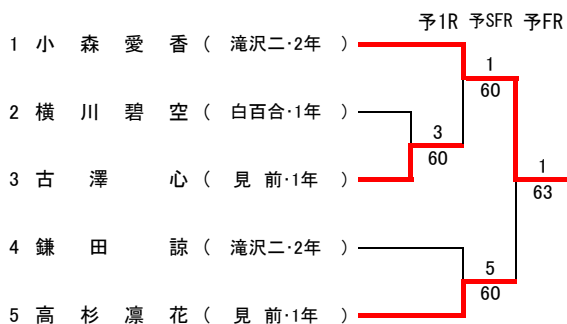 予1R 予SFR 予FR
1 小 森 愛 香 ( 滝沢二・2年 )
1
60
2 横 川 碧 空 ( 白百合・1年 )
3
60
1
63
3 古 澤 心 ( 見 前・1年 )
4 鎌 田 諒 ( 滝沢二・2年 )
5
60
5 高 杉 凛 花 ( 見 前・1年 )